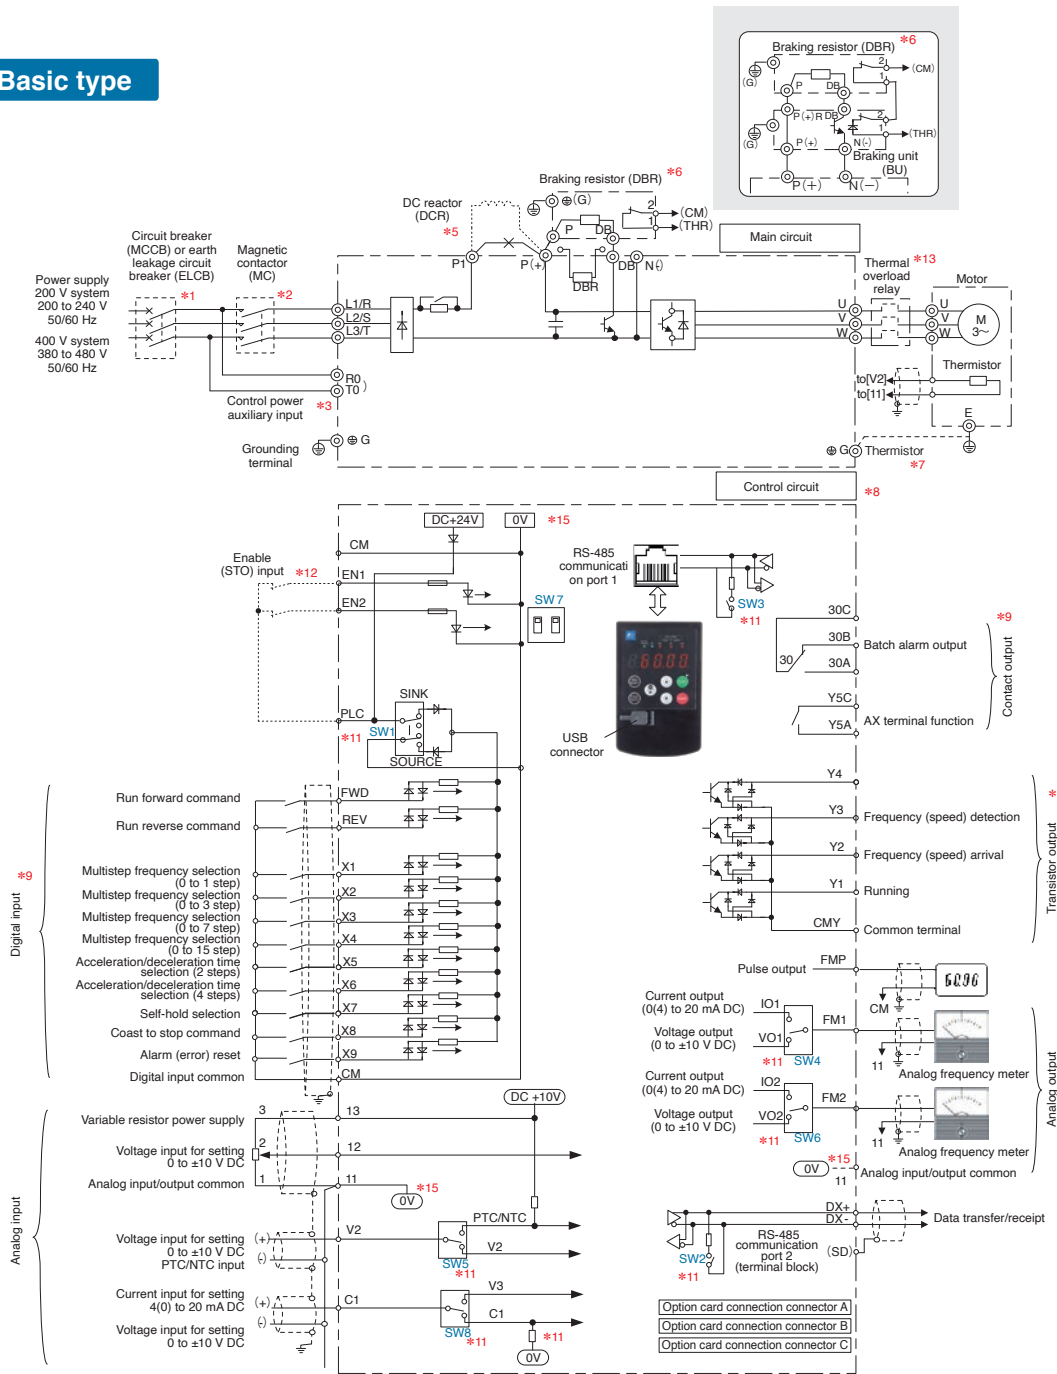 Basic type
Braking resistor (DBR) *6
(G)
P
DB
2
1
(CM)
P(+)R DB
2
1
(THR)
(G)
P(+)
N(-)
Braking unit
(BU)
P(+)
N(-)
Braking resistor (DBR) *6
(G)
DC reactor
(DCR)
*5
P
DB
2
1
(CM)
(THR)
P1
P(+)
DBR
DB
N(-)
Main circuit
Circuit breaker
(MCCB) or earth
leakage circuit
breaker (ELCB)
*1
Magnetic
contactor
(MC)
*2
Power supply
200 V system
200 to 240 V
50/60 Hz
400 V system
380 to 480 V
50/60 Hz
L1/R
L2/S
L3/T
R0
T0
Control power
auxiliary input
*3
Grounding
terminal
G
Thermal
overload
relay
*13
Motor
U
V
W
U
V
W
M
3~
Thermistor
to[V2]
to[11]
E
G
Thermistor
*7
Control circuit
*8
DC+24V
0V
*15
CM
Enable
(STO) input
*12
EN1
EN2
SW7
RS-485
communicati
on port 1
SW3
*11
60.00
USB
connector
PLC
*11
SW1
SINK
SOURCE
30C
30B
30A
30
Batch alarm output
Y5C
Y5A
AX terminal function
*9
Contact output
Y4
Y3
Frequency (speed) detection
Y2
Frequency (speed) arrival
Y1
Running
CMY
Common terminal
*
Transistor output
*9
Digital input
Run forward command
FWD
Run reverse command
REV
Multistep frequency selection
(0 to 1 step)
X1
Multistep frequency selection
(0 to 3 step)
X2
Multistep frequency selection
(0 to 7 step)
X3
Multistep frequency selection
(0 to 15 step)
X4
Acceleration/deceleration time
selection (2 steps)
X5
Acceleration/deceleration time
selection (4 steps)
X6
Self-hold selection
X7
Coast to stop command
X8
Alarm (error) reset
X9
Digital input common
CM
Pulse output
FMP
CM
60.00
Current output
(0(4) to 20 mA DC)
IO1
Voltage output
(0 to ±10 V DC)
VO1
*11
SW4
FM1
11
Analog frequency meter
Current output
(0(4) to 20 mA DC)
IO2
Voltage output
(0 to ±10 V DC)
VO2
*11
SW6
FM2
11
Analog frequency meter
Analog output
*15
0V
11
Analog input/output common
Analog input
DC +10V
Variable resistor power supply
3
13
Voltage input for setting
0 to ±10 V DC
2
12
Analog input/output common
1
11
*15
0V
Voltage input for setting
0 to ±10 V DC
PTC/NTC input
(+)
(-)
V2
PTC/NTC
V2
SW5
*11
Current input for setting
4(0) to 20 mA DC
(+)
(-)
C1
Voltage input for setting
0 to ±10 V DC
V3
C1
SW8
*11
*11
0V
DX+
DX-
Data transfer/receipt
RS-485
communication
port 2
(terminal block)
(SD)
SW2
*11
Option card connection connector A
Option card connection connector B
Option card connection connector C